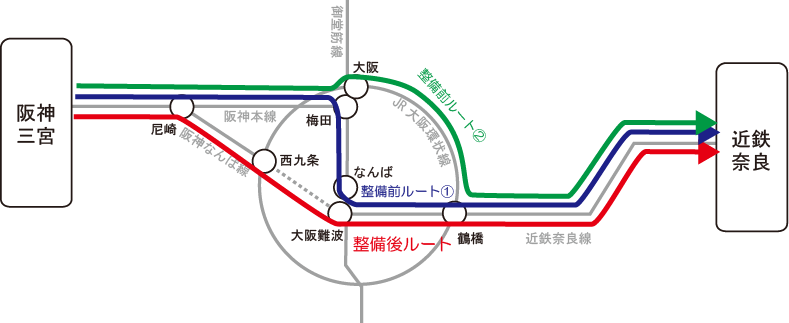 御堂筋線
大阪
整備前ルート②
阪神
三宮
阪神本線
梅田
JR大阪環状線
尼崎
阪神なんば線
西九条
なんば
整備前ルート①
近鉄
奈良
大阪難波
整備後ルート
鶴橋
近鉄奈良線